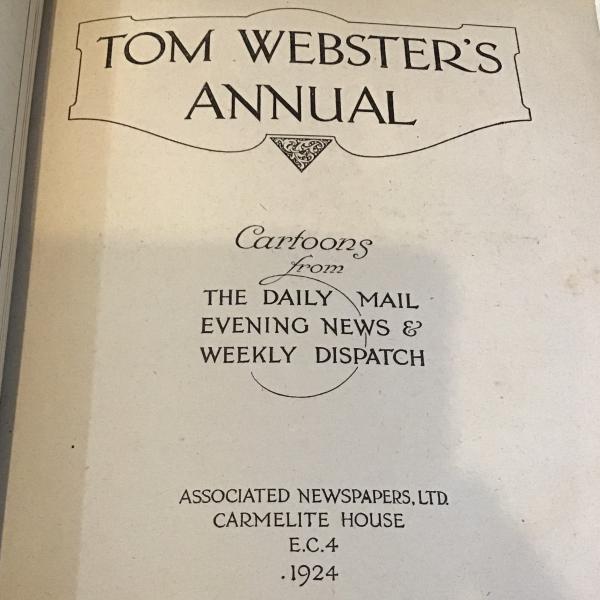 TOM WEBSTER'S
ANNUAL
Cartoons
from
THE DAILY MAIL
EVENING NEWS &
WEEKLY DISPATCH
ASSOCIATED NEWSPAPERS, LTD.
CARMELITE HOUSE
E.C.4
.1924